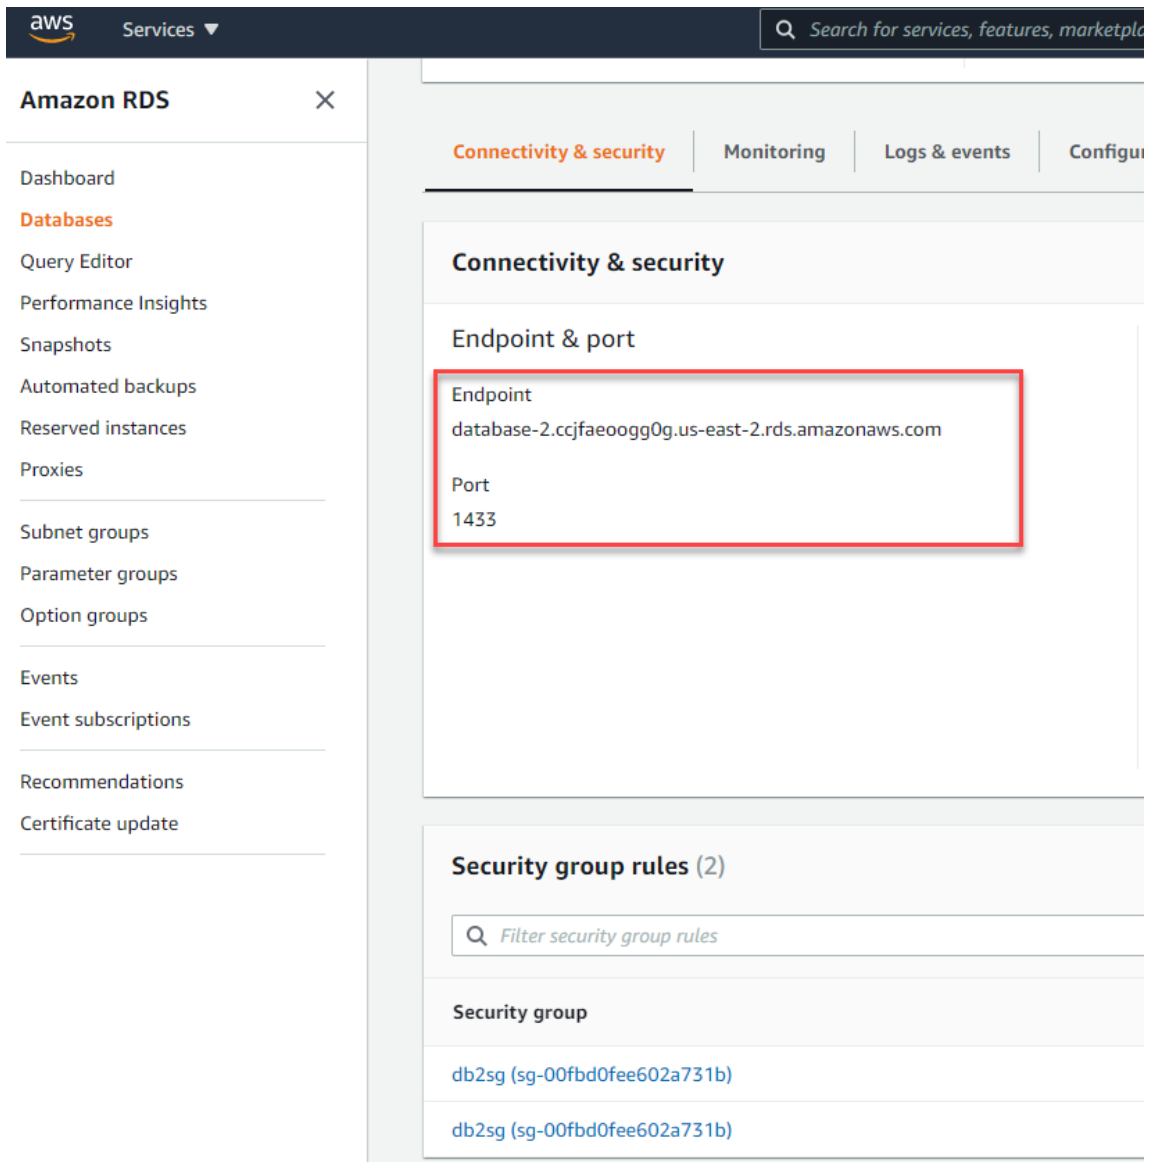 aws
Services ▼
Search for services, features, marketpla
Amazon RDS
Dashboard
Databases
Query Editor
Performance Insights
Snapshots
Automated backups
Reserved instances
Proxies
Subnet groups
Parameter groups
Option groups
Events
Event subscriptions
Recommendations
Certificate update
Connectivity & security
Monitoring
Logs & events
Configur
Connectivity & security
Endpoint & port
Endpoint
database-2.ccjfaeoogg0g.us-east-2.rds.amazonaws.com
Port
1433
Security group rules (2)
Filter security group rules
Security group
db2sg (sg-00fbd0fee602a731b)
db2sg (sg-00fbd0fee602a731b)